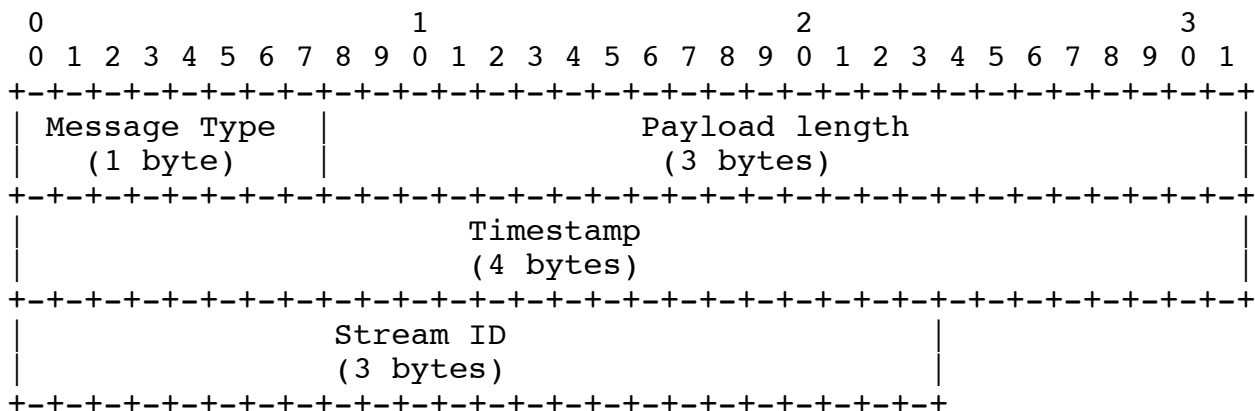 0                   1                   2                   3
 0 1 2 3 4 5 6 7 8 9 0 1 2 3 4 5 6 7 8 9 0 1 2 3 4 5 6 7 8 9 0 1
+-+-+-+-+-+-+-+-+-+-+-+-+-+-+-+-+-+-+-+-+-+-+-+-+-+-+-+-+-+-+-+-+
| Message Type  |                Payload length                 |
|   (1 byte)    |                 (3 bytes)                     |
+-+-+-+-+-+-+-+-+-+-+-+-+-+-+-+-+-+-+-+-+-+-+-+-+-+-+-+-+-+-+-+-+
|                       Timestamp                               |
|                       (4 bytes)                               |
+-+-+-+-+-+-+-+-+-+-+-+-+-+-+-+-+-+-+-+-+-+-+-+-+-+-+-+-+-+-+-+-+
|                Stream ID                      |
|                (3 bytes)                      |
+-+-+-+-+-+-+-+-+-+-+-+-+-+-+-+-+-+-+-+-+-+-+-+-+